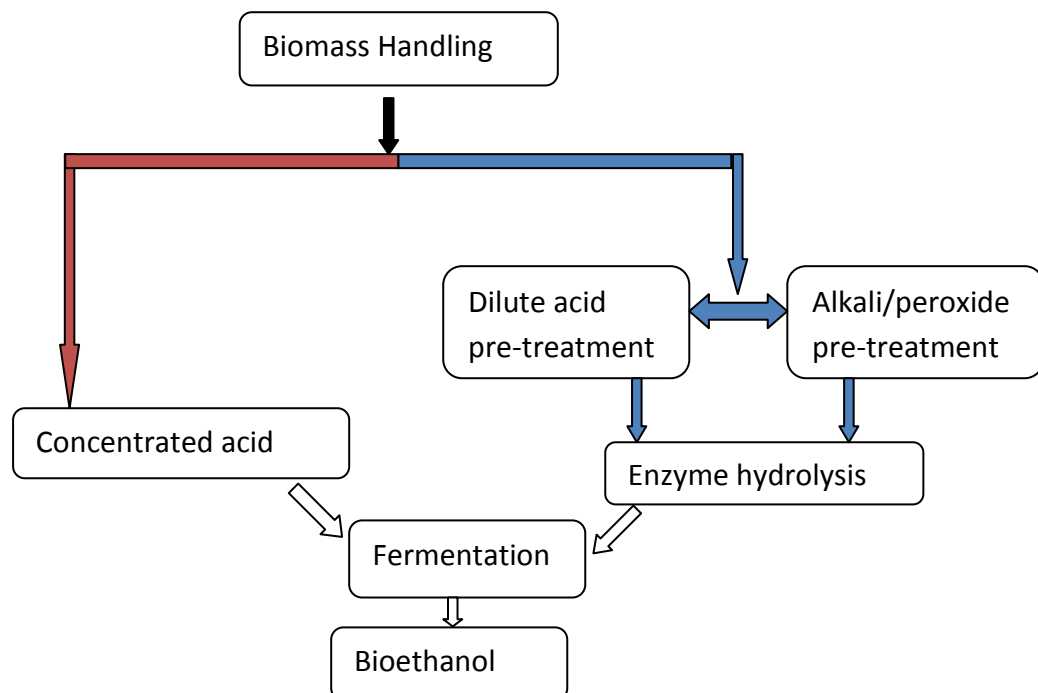 Biomass Handling
Dilute acid
pre-treatment
Alkali/peroxide
pre-treatment
Concentrated acid
Enzyme hydrolysis
Fermentation
Bioethanol